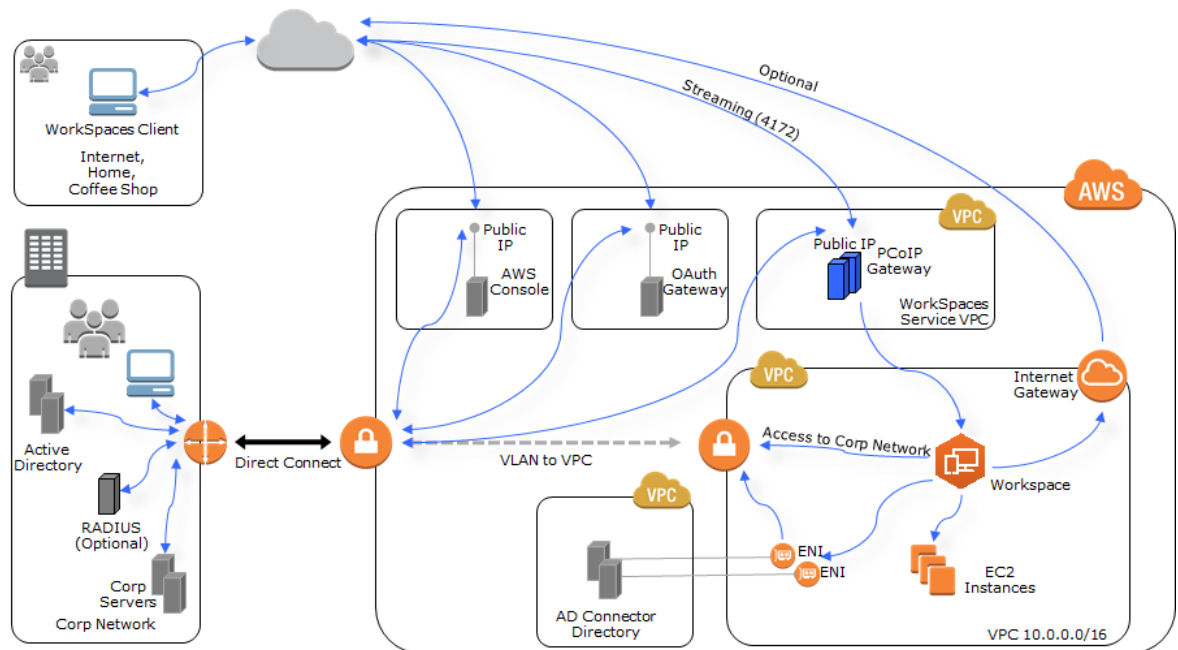 WorkSpaces Client
Internet,
Home,
Coffee Shop
Optional
Streaming (4172)
AWS
Public
IP
AWS
Console
Public
IP
OAuth
Gateway
VPC
Public IP
PCoIP
Gateway
WorkSpaces
Service VPC
Active
Directory
RADIUS
(Optional)
Corp
Servers
Corp Network
Direct Connect
VLAN to VPC
VPC
Internet
Gateway
Access to Corp Network
Workspace
ENI
ENI
EC2
Instances
VPC 10.0.0.0/16
VPC
AD Connector
Directory